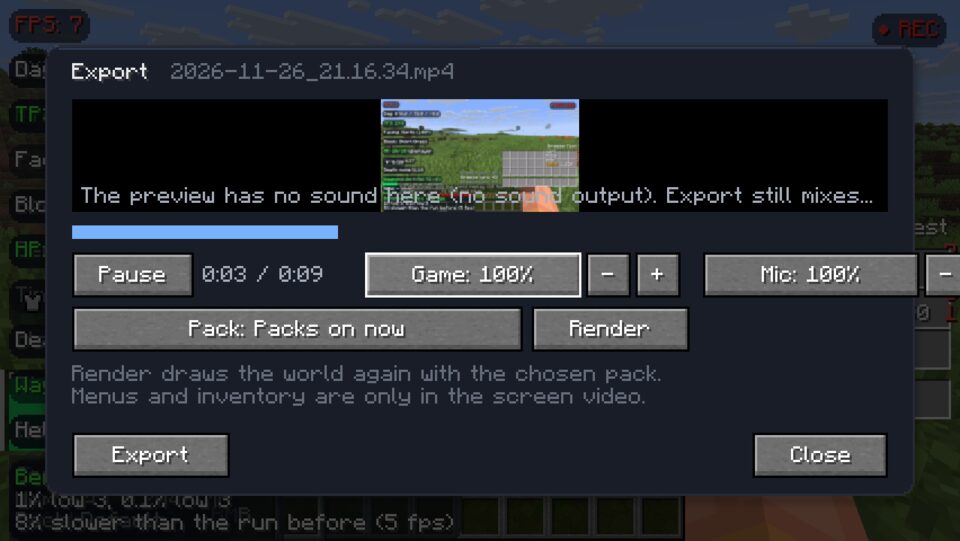 FPS: 7
REC
Export 2026-11-26_21.16.34.mp4
The preview has no sound here (no sound output). Export still mixes…
Pause 0:03 / 0:09 Game: 100% - + Mic: 100% -
Pack: Packs on now Render
Render draws the world again with the chosen pack.
Menus and inventory are only in the screen video.
Export Close
1% low 3, 0.1% low 3
8% slower than the run before (5 fps)